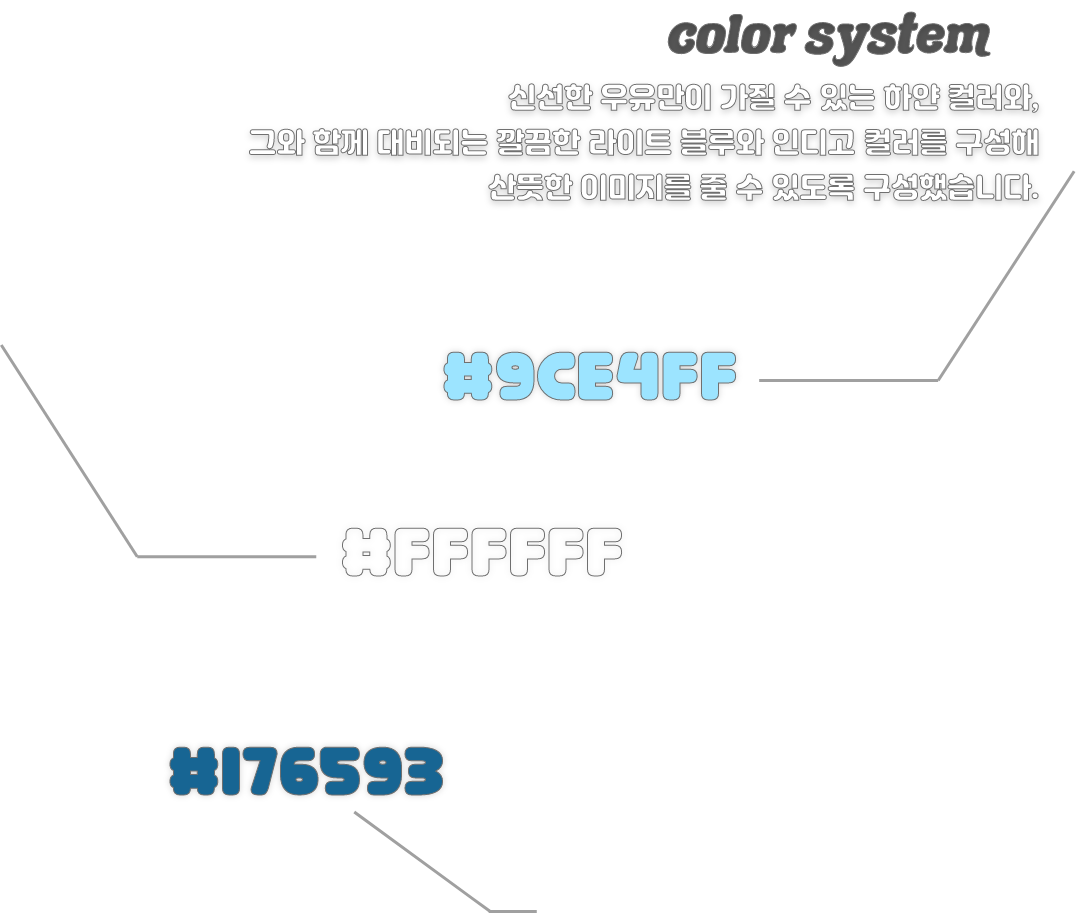 color system
신선한 우유만이 가질 수 있는 하얀 컬러와,
그와 함께 대비되는 깔끔한 라이트 블루와 인디고 컬러를 구성해
산뜻한 이미지를 줄 수 있도록 구성했습니다.
#9CE4FF
#FFFFFF
#176593